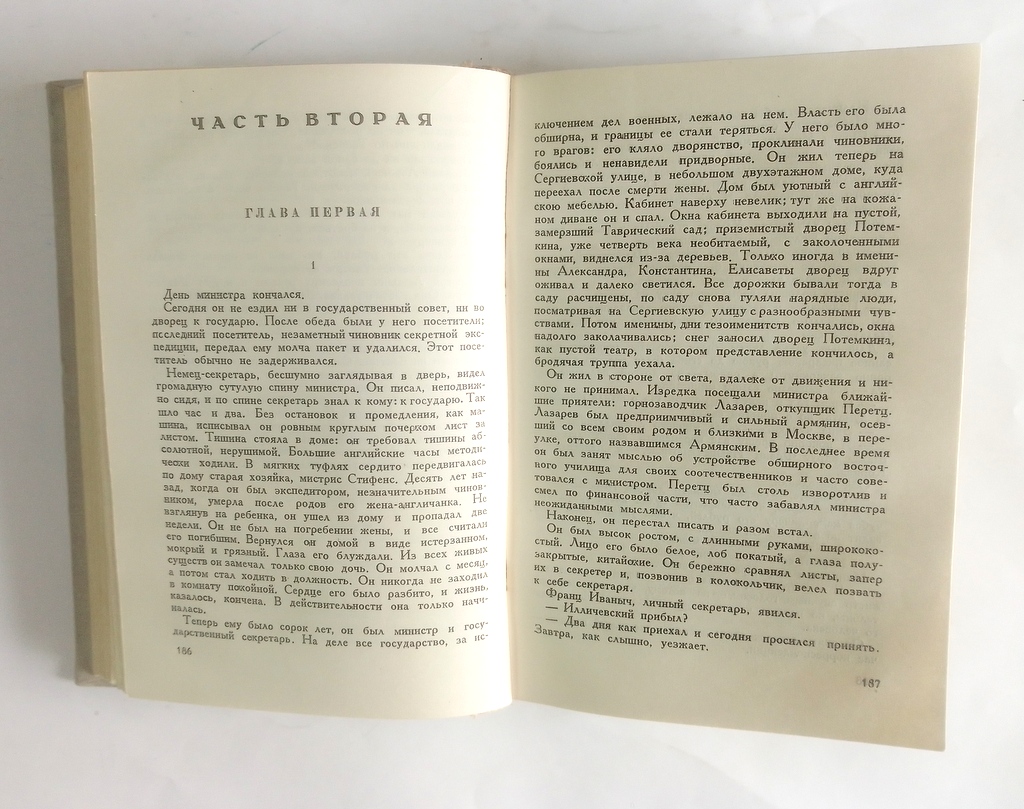 ЧАСТЬ ВТОРАЯ
ГЛАВА ПЕРВАЯ
1
День министра кончался.
Сегодня он не ездил ни в государственный совет, ни во
дворец к государю. После обеда были у него посетители;
последний посетитель, незаметный чиновник секретной экс-
педиции, передал ему молча пакет и удалился. Этот посе-
титель обычно не задерживался.
Немец-секретарь, бесшумно заглядывая в дверь, видел
громадную сутулую спину министра. Он писал, неподвиж-
но сидя, и по спине секретарь знал к кому: к государю. Так
шло час и два. Без остановок и промедления, как ма-
шина, исписывал он ровным круглым почерком лист за
листом. Тишина стояла в доме: он требовал тишины аб-
солютной, нерушимой. Большие английские часы методи-
чески ходили. В мягких туфлях сердито передвигалась
по дому старая хозяйка, мистрис Стифенс. Десять лет на-
зад, когда он был экспедитором, незначительным чинов-
ником, умерла после родов его жена-англичанка. Не
взглянув на ребенка, он ушел из дому и пропадал две
недели. Он не был на погребении жены, и все считали
его погибшим. Вернулся он домой в виде истерзанном,
мокрый и грязный. Глаза его блуждали. Из всех живых
существ он замечал только свою дочь. Он молчал с месяц,
а потом стал ходить в должность. Он никогда не заходил
в комнату покойной. Сердце его было разбито, и жизнь,
казалось, кончена. В действительности она только начи-
налась.
Теперь ему было сорок лет, он был министр и госу-
дарственный секретарь. На деле все государство, за ис-
186
ключением дел военных, лежало на нем. Власть его была
обширна, и границы ее стали теряться. У него было мно-
го врагов: его кляло дворянство, проклинали чиновники,
боялись и ненавидели придворные. Он жил теперь на
Сергиевской улице, в небольшом двухэтажном доме, куда
переехал после смерти жены. Дом был уютный с англий-
скою мебелью. Кабинет наверху невелик; тут же на кожа-
ном диване он и спал. Окна кабинета выходили на пустой,
замерзший Таврический сад; приземистый дворец Потем-
кина, уже четверть века необитаемый, с заколоченными
окнами, виднелся из-за деревьев. Только иногда в имени-
ны Александра, Константина, Елисаветы дворец вдруг
оживал и далеко светился. Все дорожки бывали тогда в
саду расчищены, по саду снова гуляли нарядные люди,
посматривая на Сергиевскую улицу с разнообразными чув-
ствами. Потом именины, дни тезоименитств кончались, окна
надолго заколачивались; снег заносил дворец Потемкина,
как пустой театр, в котором представление кончилось, а
бродячая труппа уехала.
Он жил в стороне от света, вдалеке от движения и ни-
кого не принимал. Изредка посещали министра ближай-
шие приятели: горнозаводчик Лазарев, откупщик Перетц.
Лазарев был предприимчивый и сильный армянин, осев-
ший со всем своим родом и близкими в Москве, в пере-
улке, оттого назвавшимся Армянским. В последнее время
он был занят мыслью об устройстве обширного восточ-
ного училища для своих соотечественников и часто сове-
товался с министром. Перетц был столь изворотлив и
смел по финансовой части, что часто забавлял министра
неожиданными мыслями.
Наконец, он перестал писать и разом встал.
Он был высок ростом, с длинными руками, ширококо-
стый. Лицо его было белое, лоб покатый, а глаза полу-
закрытые, китайские. Он бережно сравнял листы, запер
их в секретер и, позвонив в колокольчик, велел позвать
к себе секретаря.
Франц Иваныч, личный секретарь, явился.
— Илличевский прибыл?
— Два дня как приехал и сегодня просился принять.
Завтра, как слышно, уезжает.
187